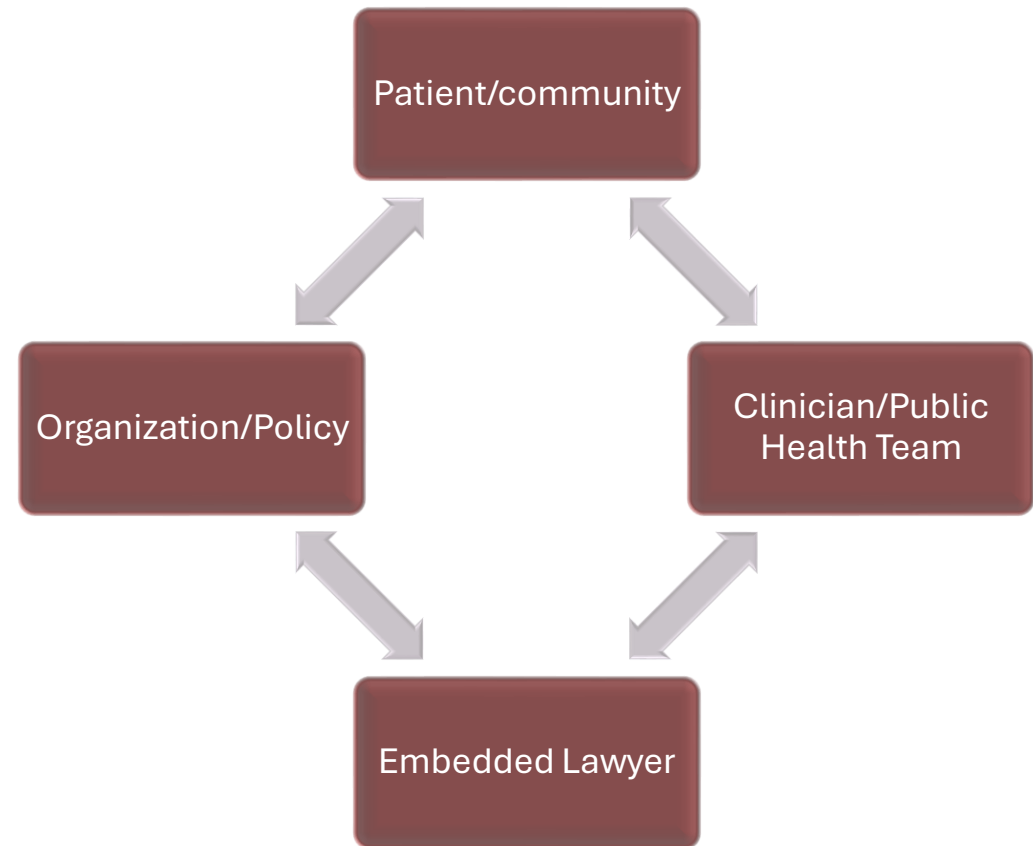 Patient/community
Organization/Policy
Clinician/Public
Health Team
Embedded Lawyer